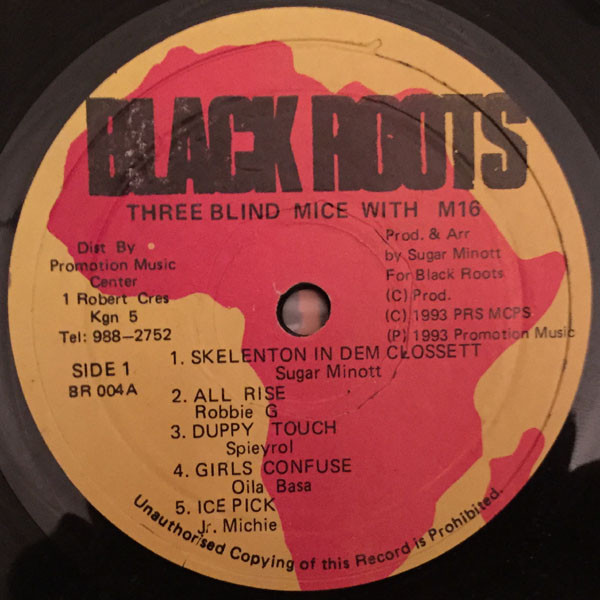 BLACK ROOTS
THREE BLIND MICE WITH M16
Dist By
Promotion Music
Center
1 Robert Cres
Kgn 5
Tel: 988-2752
Prod. & Arr
by Sugar Minott
For Black Roots
(C) Prod.
(C) 1993 PRS MCPS
(P) 1993 Promotion Music
SIDE 1
BR 004A
1. SKELENTON IN DEM CLOSSETT
Sugar Minott
2. ALL RISE
Robbie G
3. DUPPY TOUCH
Spieyrol
4. GIRLS CONFUSE
Oila Basa
5. ICE PICK
Jr. Michie
Unauthorised Copying of this Record is Prohibited.